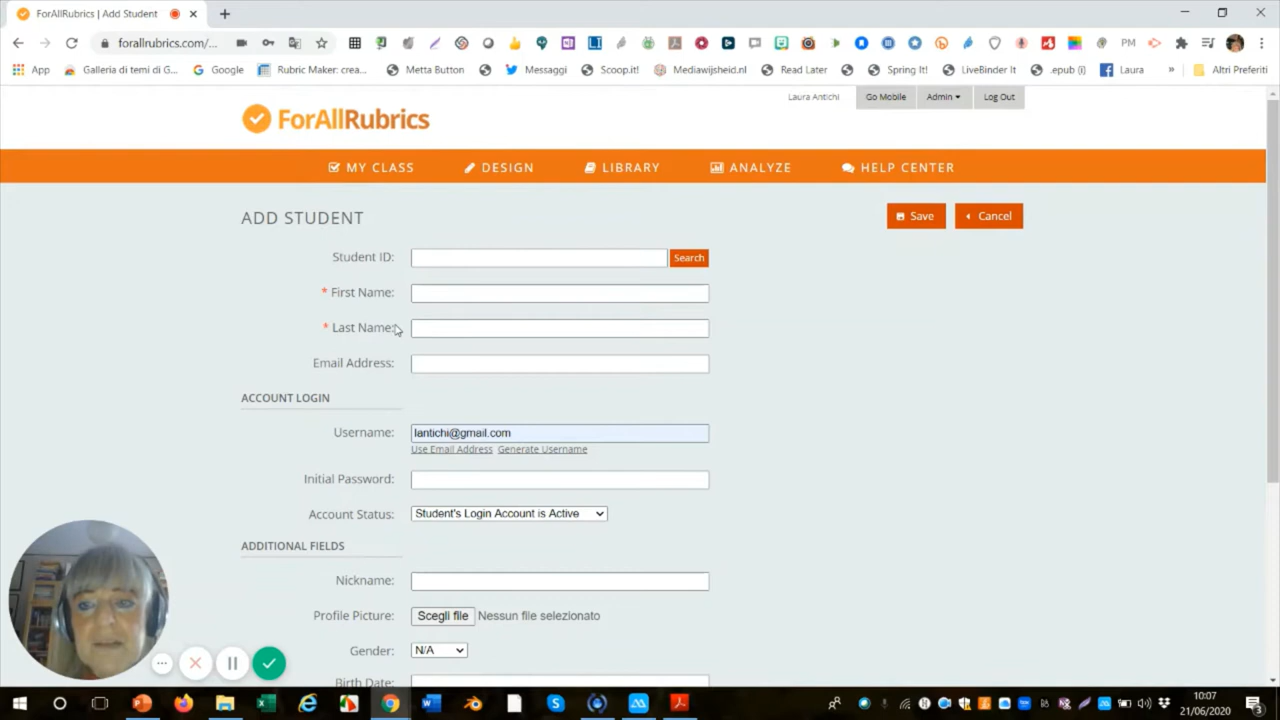 ForAllRubrics | Add Student
forallrubrics.com/...
PM
App
Galleria di temi di G...
Google
Rubric Maker: crea...
Metta Button
Messaggi
Scoop.it!
Mediawijsheid.nl
Read Later
Spring It!
LiveBinder It
.epub (i)
Laura
»
Altri Preferiti
Laura Antichi
Go Mobile
Admin
Log Out
ForAllRubrics
MY CLASS
DESIGN
LIBRARY
ANALYZE
HELP CENTER
ADD STUDENT
Save
Cancel
Student ID:
Search
* First Name:
* Last Name:
Email Address:
ACCOUNT LOGIN
Username:
lantichi@gmail.com
Use Email Address Generate Username
Initial Password:
Account Status:
Student's Login Account is Active
ADDITIONAL FIELDS
Nickname:
Profile Picture:
Scegli file
Nessun file selezionato
Gender:
N/A
Birth Date:
10:07
21/06/2020
3